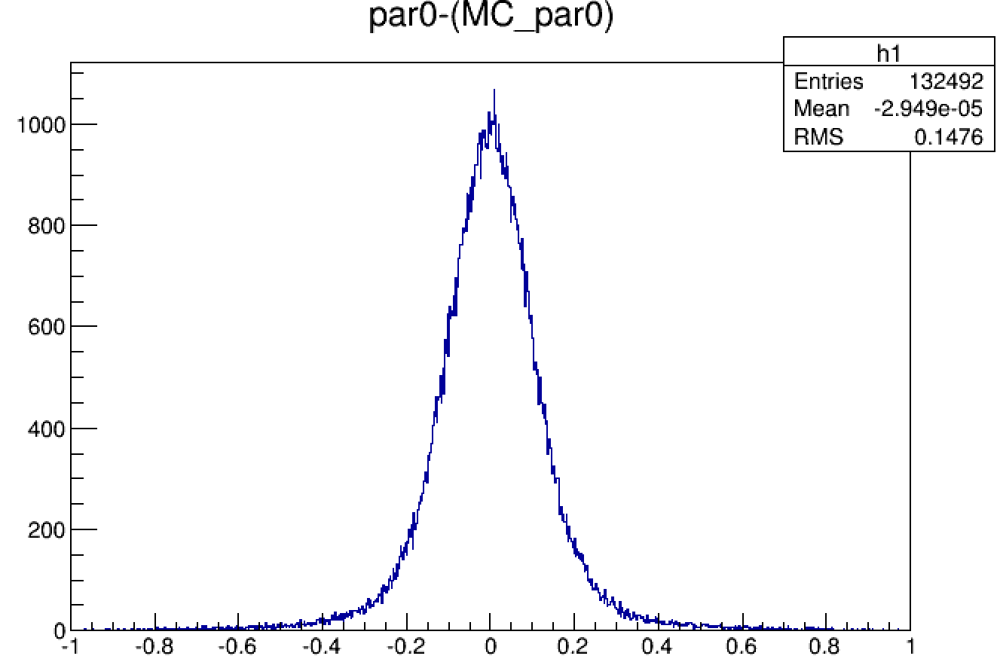 par0-(MC_par0)
h1
Entries 132492
Mean -2.949e-05
RMS 0.1476
1000
800
600
400
200
0
-1 -0.8 -0.6 -0.4 -0.2 0 0.2 0.4 0.6 0.8 1